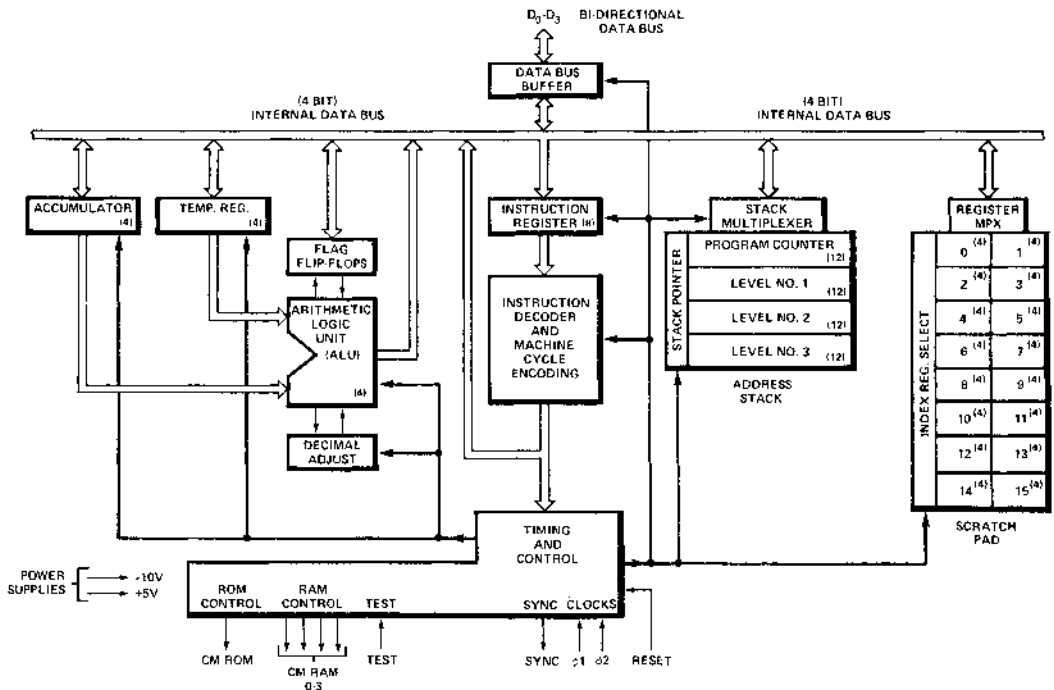 D0-D3 BI-DIRECTIONAL
DATA BUS
DATA BUS
BUFFER
(4 BIT)
INTERNAL DATA BUS
(4 BIT)
INTERNAL DATA BUS
ACCUMULATOR
(4)
TEMP. REG.
(4)
FLAG
FLIP-FLOPS
ARITHMETIC
LOGIC
UNIT
(ALU)
(4)
DECIMAL
ADJUST
INSTRUCTION
REGISTER (8)
INSTRUCTION
DECODER
AND
MACHINE
CYCLE
ENCODING
STACK
MULTIPLEXER
STACK POINTER
PROGRAM COUNTER
(12)
LEVEL NO. 1
(12)
LEVEL NO. 2
(12)
LEVEL NO. 3
(12)
ADDRESS
STACK
REGISTER
MPX
INDEX REG. SELECT
0 (4) 1 (4)
2 (4) 3 (4)
4 (4) 5 (4)
6 (4) 7 (4)
8 (4) 9 (4)
10 (4) 11 (4)
12 (4) 13 (4)
14 (4) 15 (4)
SCRATCH
PAD
TIMING
AND
CONTROL
POWER
SUPPLIES
-10V
+5V
ROM
CONTROL
RAM
CONTROL
TEST
SYNC
CLOCKS
CM ROM
CM RAM
0-3
TEST
SYNC
φ1
φ2
RESET